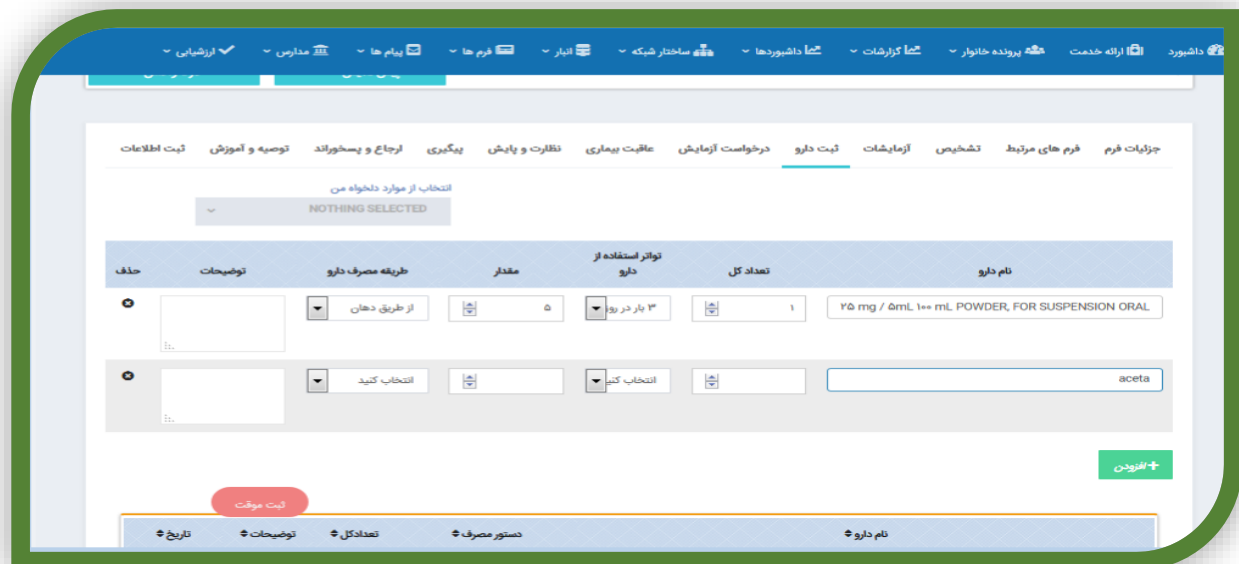 داشبورد ارائه خدمت پرونده خانوار گزارشات داشبوردها ساختار شبکه انبار فرم ها پیام ها مدارس ارزشیابی
جزئیات فرم فرم های مرتبط تشخیص آزمایشات ثبت دارو درخواست آزمایش عاقبت بیماری نظارت و پایش پیگیری ارجاع و پسخوراند توصیه و آموزش ثبت اطلاعات
انتخاب از موارد دلخواه من
NOTHING SELECTED
نام دارو تعداد کل تواتر استفاده از دارو مقدار طریقه مصرف دارو توضیحات حذف
۲۵ mg / ۵mL ۱۰۰ mL POWDER, FOR SUSPENSION ORAL ۱ ۳ بار در روز ۵ از طریق دهان
aceta انتخاب کنید انتخاب کنید
+افزودن
ثبت موقت
نام دارو دستور مصرف تعدادکل توضیحات تاریخ